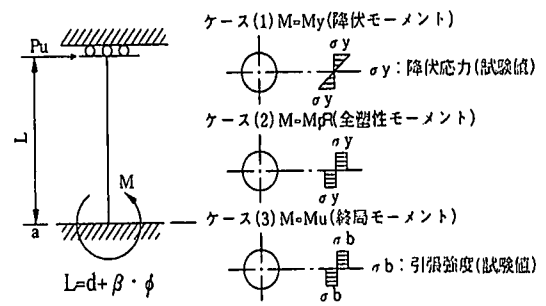 Pu
L
M
a
L=d+β・φ
ケース(1) M=My(降伏モーメント)
σy
σy
σy:降伏応力(試験値)
ケース(2) M=Mp(全塑性モーメント)
σy
σy
ケース(3) M=Mu(終局モーメント)
σb
σb
σb:引張強度(試験値)